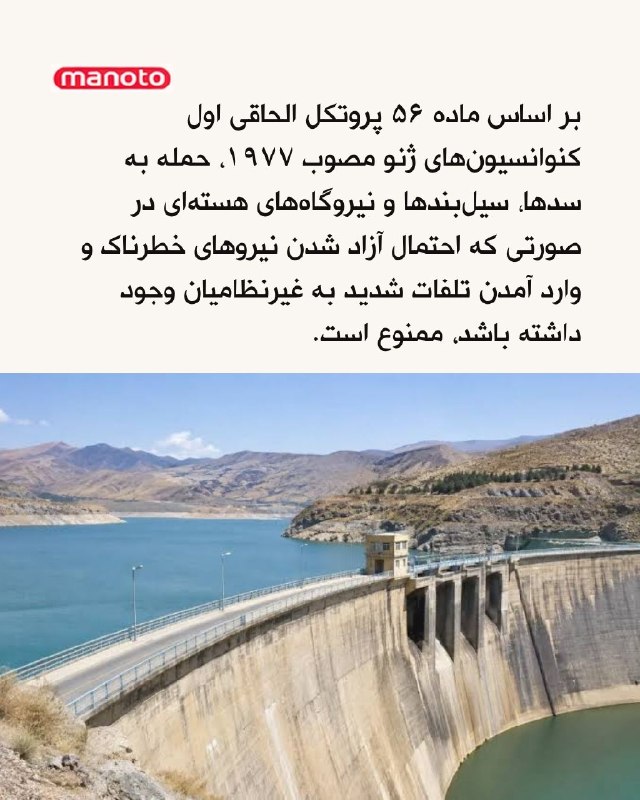 manoto
بر اساس ماده ۵۶ پروتکل الحاقی اول
کنوانسیون‌های ژنو مصوب ۱۹۷۷، حمله به
سدها، سیل‌بندها و نیروگاه‌های هسته‌ای در
صورتی که احتمال آزاد شدن نیروهای خطرناک و
وارد آمدن تلفات شدید به غیرنظامیان وجود
داشته باشد، ممنوع است.